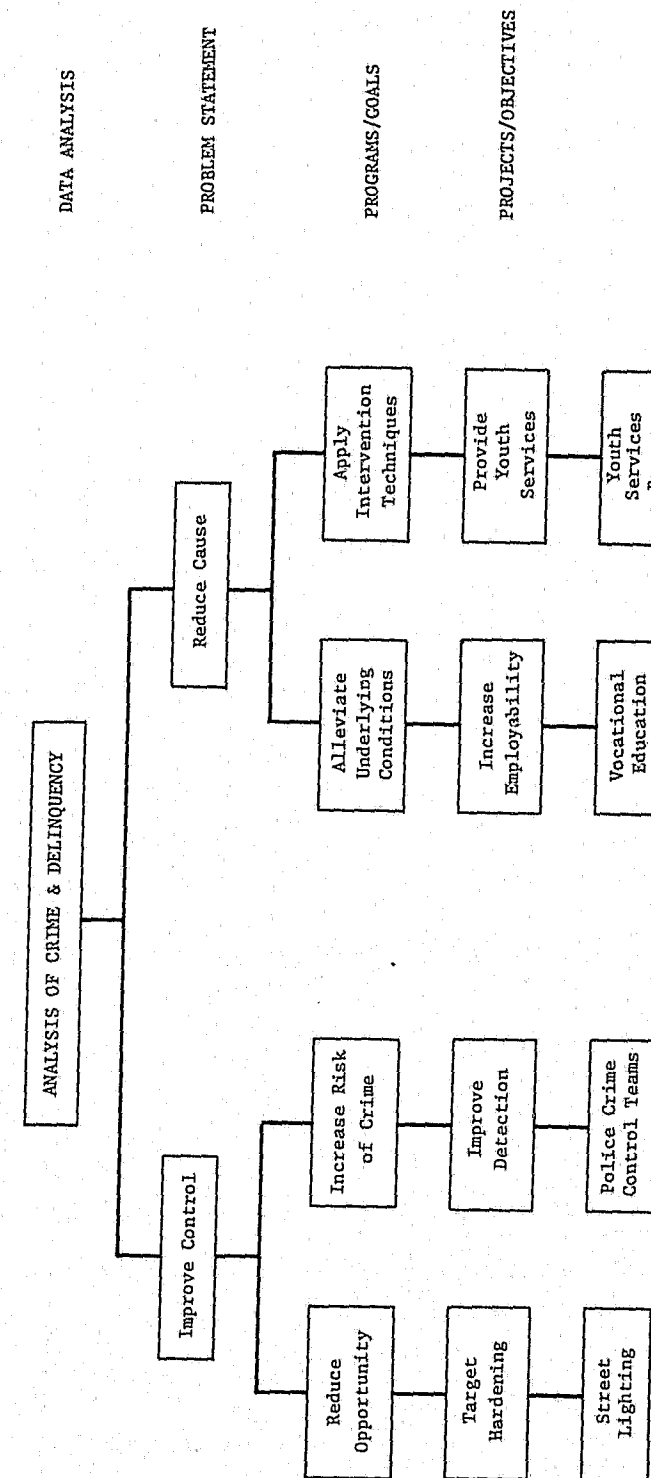 ANALYSIS OF CRIME & DELINQUENCY
DATA ANALYSIS
Improve Control
Reduce Cause
PROBLEM STATEMENT
Reduce
Opportunity
Increase Risk
of Crime
Alleviate
Underlying
Conditions
Apply
Intervention
Techniques
PROGRAMS/GOALS
Target
Hardening
Improve
Detection
Increase
Employability
Provide
Youth
Services
PROJECTS/OBJECTIVES
Street
Lighting
Police Crime
Control Teams
Vocational
Education
Youth
Services